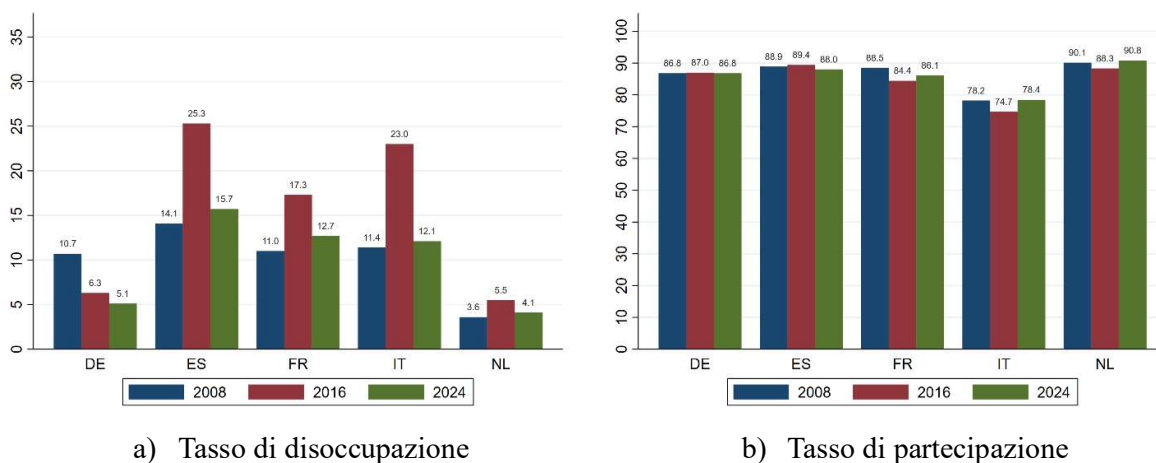 35
30
25
20
15
10
5
0
10.7 6.3 5.1
14.1 25.3 15.7
11.0 17.3 12.7
11.4 23.0 12.1
3.6 5.5 4.1
DE ES FR IT NL
2008 2016 2024
a) Tasso di disoccupazione
100
90
80
70
60
50
40
30
20
10
0
86.8 87.0 86.8
88.9 89.4 88.0
88.5 84.4 86.1
78.2 74.7 78.4
90.1 88.3 90.8
DE ES FR IT NL
2008 2016 2024
b) Tasso di partecipazione